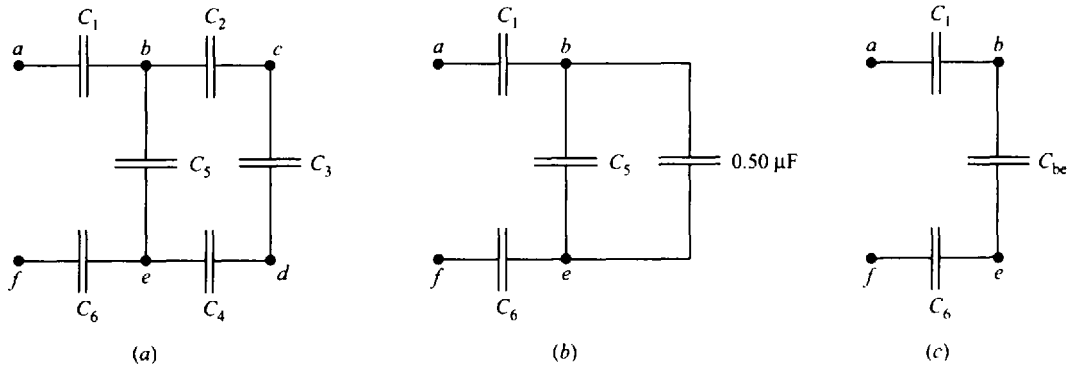 C1 C2
a b c
C5 C3
f e d
C6 C4
(a)
C1
a b
C5 0.50 μF
f e
C6
(b)
C1
a b
Cbe
f e
C6
(c)